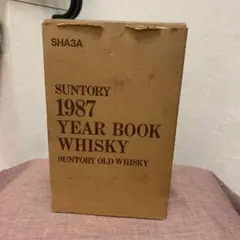 SHA3A
SUNTORY
1987
YEAR BOOK
WHISKY
SUNTORY OLD WHISKY